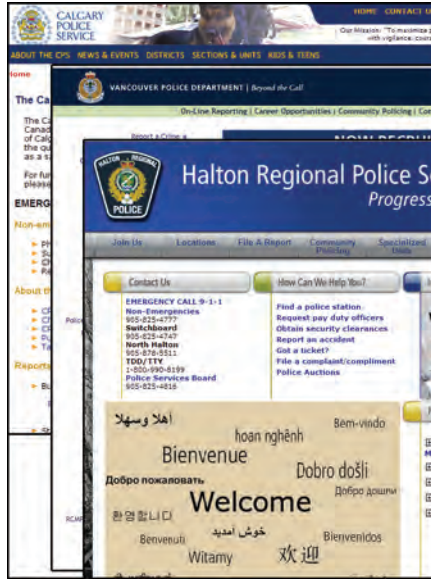 CALGARY
POLICE
SERVICE
HOME CONTACT U
Our Mission: "To maximize p
with vigilance, coura
ABOUT THE CPS NEWS & EVENTS DISTRICTS SECTIONS & UNITS KIDS & TEENS
ome
The Ca
The C
Canad
of Calg
the qu
as a s
For fur
please
EMERG
Non-em
About th
Reports
VANCOUVER POLICE DEPARTMENT | Beyond the Call
On-Line Reporting | Career Opportunities | Community Policing | Co
Report a Crime a
NOW RECRU
HALTON REGIONAL
POLICE
Halton Regional Police Se
Progress
Join Us Locations File A Report Community Policing Specialized Units
Contact Us
EMERGENCY CALL 9-1-1
Non-Emergencies
905-825-4777
Switchboard
905-825-4747
North Halton
905-878-5511
TDD/TTY
1-800-990-8199
Police Services Board
905-825-4816
How Can We Help You?
Find a police station
Request pay duty officers
Obtain security clearances
Report an accident
Got a ticket?
File a complaint/compliment
Police Auctions
اهلا وسهلا
Bem-vindo
hoan nghênh
Bienvenue
Dobro došli
Добро пожаловать
Добро дошли
Welcome
환영합니다
خوش آمدید
Benvenuti
Bienvenidos
Witamy
欢迎